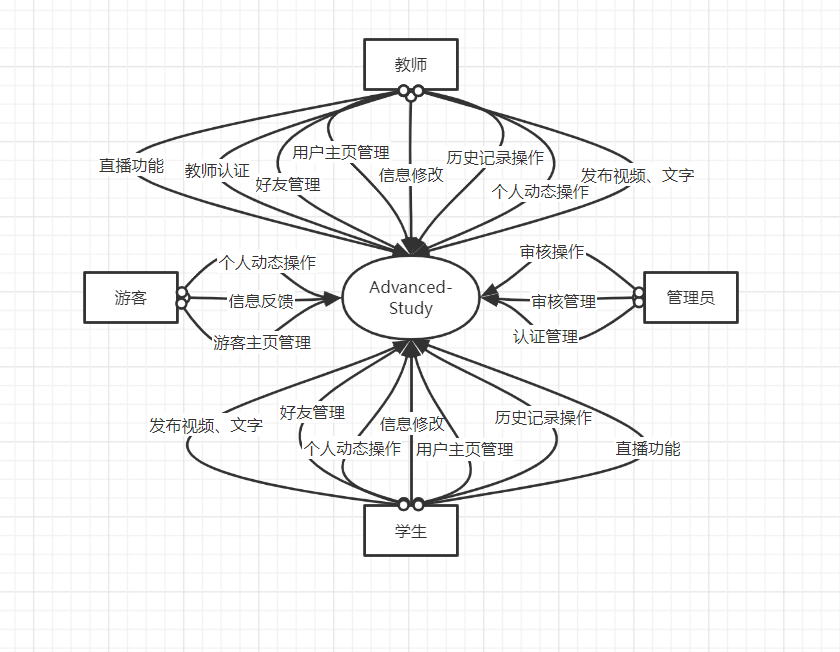 教师
直播功能
教师认证
好友管理
用户主页管理
信息修改
历史记录操作
个人动态操作
发布视频、文字
游客
个人动态操作
信息反馈
游客主页管理
Advanced-
Study
审核操作
审核管理
认证管理
管理员
发布视频、文字
好友管理
个人动态操作
信息修改
用户主页管理
历史记录操作
直播功能
学生